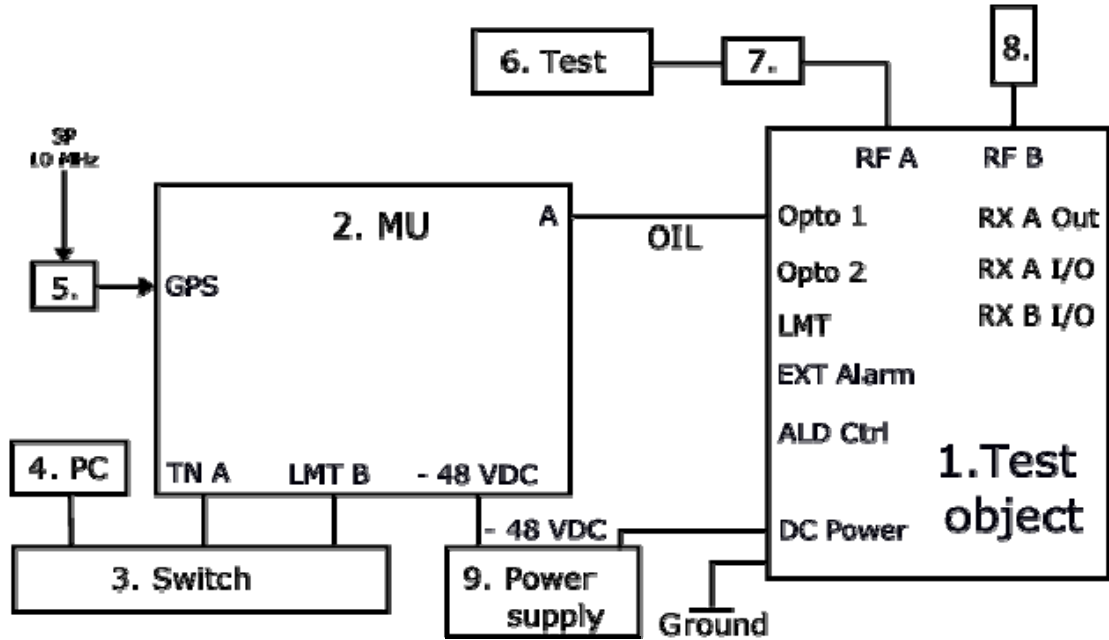 6. Test
7.
8.
SP
10 MHz
RF A
RF B
2. MU
A
OIL
Opto 1
RX A Out
5.
GPS
Opto 2
RX A I/O
LMT
RX B I/O
EXT Alarm
ALD Ctrl
1.Test
object
4. PC
TN A
LMT B
- 48 VDC
- 48 VDC
DC Power
3. Switch
9. Power
supply
Ground